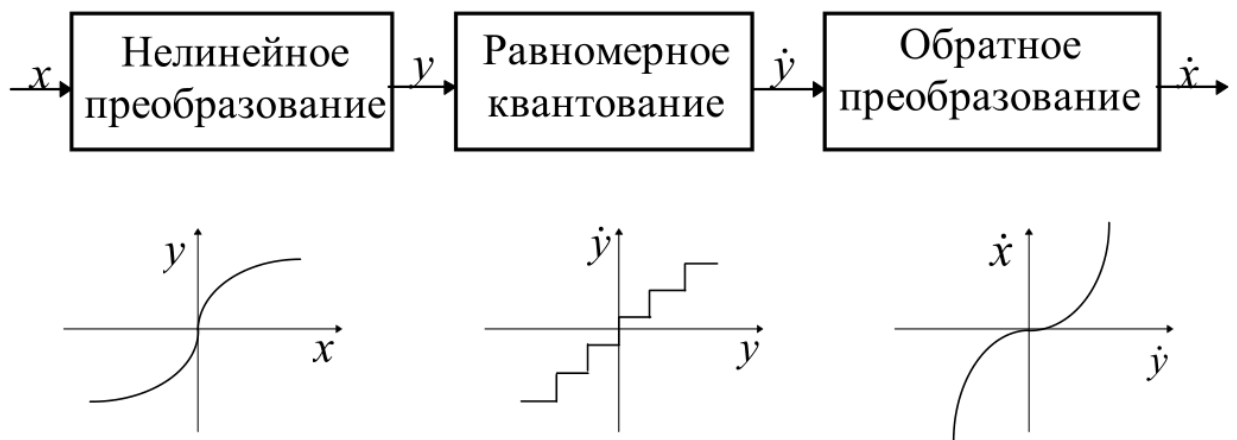 x
Нелинейное
преобразование
y
Равномерное
квантование
ẏ
Обратное
преобразование
ẋ
y
x
ẏ
y
ẋ
ẏ